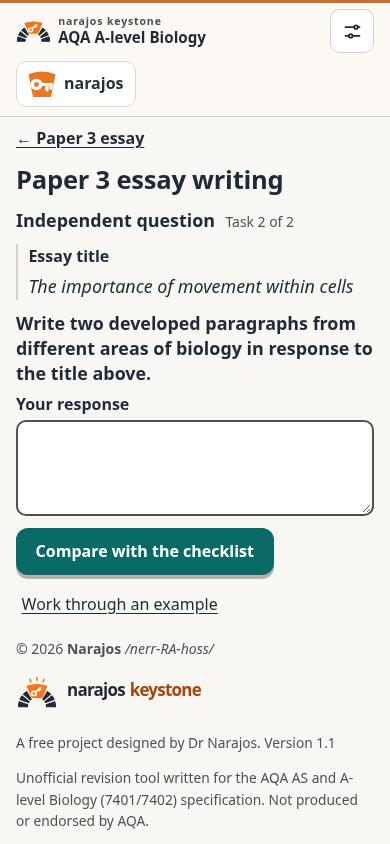 narajos keystone
AQA A-level Biology
narajos
← Paper 3 essay
Paper 3 essay writing
Independent question Task 2 of 2
Essay title
The importance of movement within cells
Write two developed paragraphs from
different areas of biology in response to
the title above.
Your response
Compare with the checklist
Work through an example
© 2026 Narajos /nerr-RA-hoss/
narajos keystone
A free project designed by Dr Narajos. Version 1.1
Unofficial revision tool written for the AQA AS and A-
level Biology (7401/7402) specification. Not produced
or endorsed by AQA.